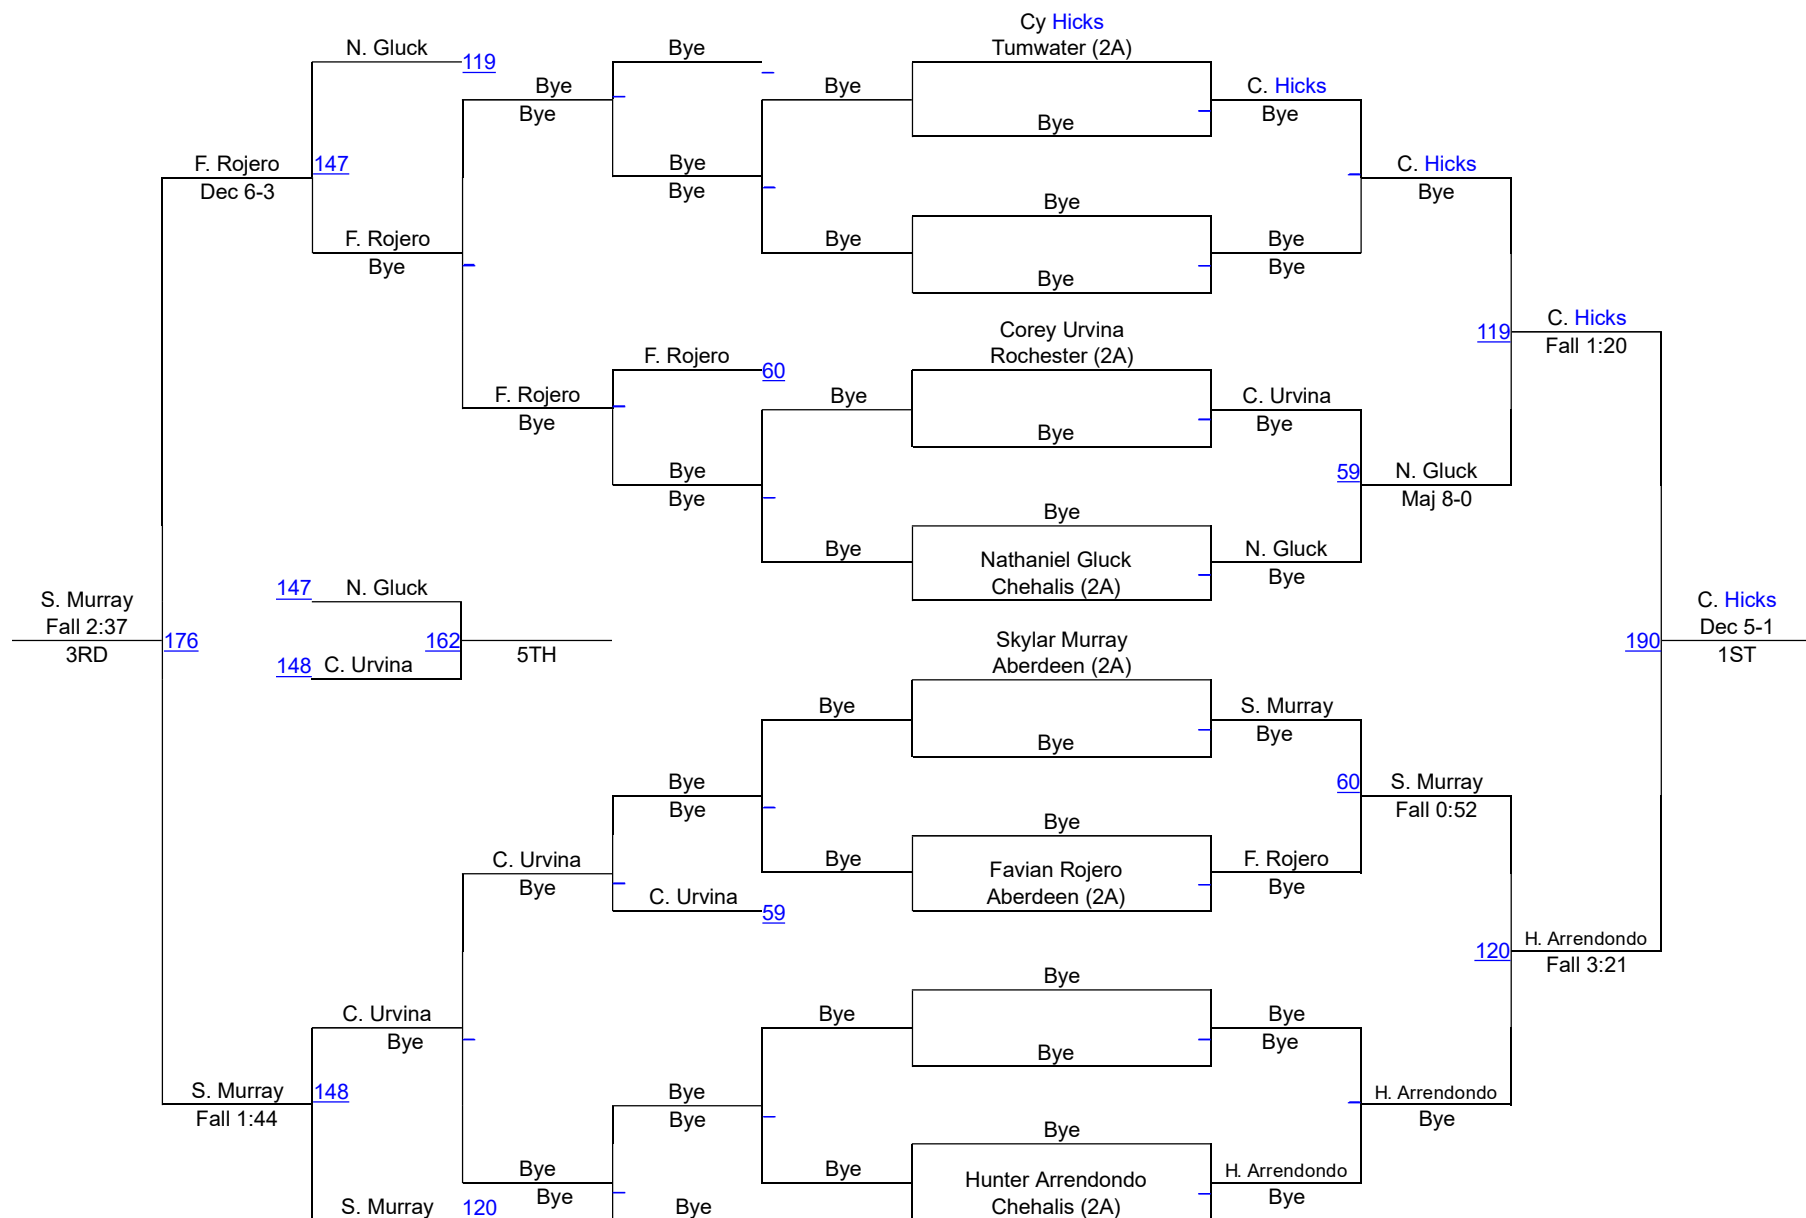 Cy Hicks
N. Gluck
Bye
Tumwater (2A)
119
Bye
Bye
C. Hicks
Bye
Bye
Bye
F. Rojero
147
Bye
C. Hicks
Dec 6-3
Bye
Bye
Bye
F. Rojero
Bye
Bye
Bye
Bye
Bye
Corey Urvina
119
C. Hicks
F. Rojero
60
Rochester (2A)
Fall 1:20
F. Rojero
Bye
C. Urvina
Bye
Bye
Bye
Bye
59
N. Gluck
Bye
Maj 8-0
Bye
Bye
Nathaniel Gluck
N. Gluck
147
N. Gluck
Chehalis (2A)
Bye
S. Murray
C. Hicks
Fall 2:37
Dec 5-1
176
162
Skylar Murray
190
3RD
148
C. Urvina
5TH
Aberdeen (2A)
1ST
Bye
S. Murray
Bye
Bye
Bye
60
S. Murray
Bye
Fall 0:52
Bye
C. Urvina
Bye
Favian Rojero
F. Rojero
Bye
Aberdeen (2A)
Bye
C. Urvina
59
120
H. Arrendondo
Fall 3:21
Bye
C. Urvina
Bye
Bye
Bye
Bye
Bye
S. Murray
148
Bye
H. Arrendondo
Fall 1:44
Bye
Bye
Bye
Bye
Bye
Hunter Arrendondo
H. Arrendondo
S. Murray
120
Bye
Bye
Chehalis (2A)
Bye